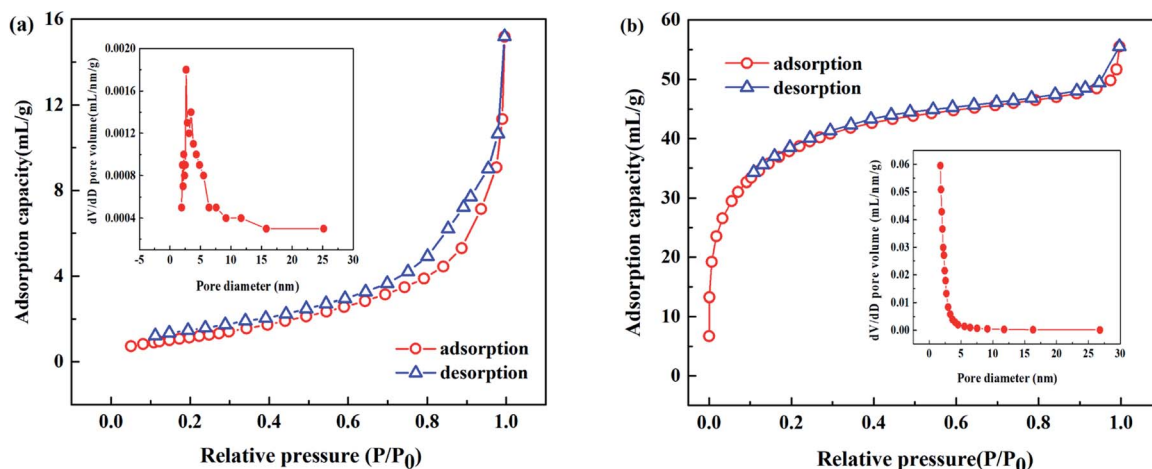 (a)
16
12
8
4
0
Adsorption capacity(mL/g)
0.0 0.2 0.4 0.6 0.8 1.0
Relative pressure (P/P0)
adsorption
desorption
0.0020
0.0016
0.0012
0.0008
0.0004
dV/dD pore volume(mL/nm/g)
-5 0 5 10 15 20 25 30
Pore diameter (nm)
(b)
60
50
40
30
20
10
0
Adsorption capacity(mL/g)
adsorption
desorption
0.06
0.05
0.04
0.03
0.02
0.01
0.00
dV/dD pore volume (mL/nm/g)
0 5 10 15 20 25 30
Pore diameter (nm)
0.0 0.2 0.4 0.6 0.8 1.0
Relative pressure(P/P0)